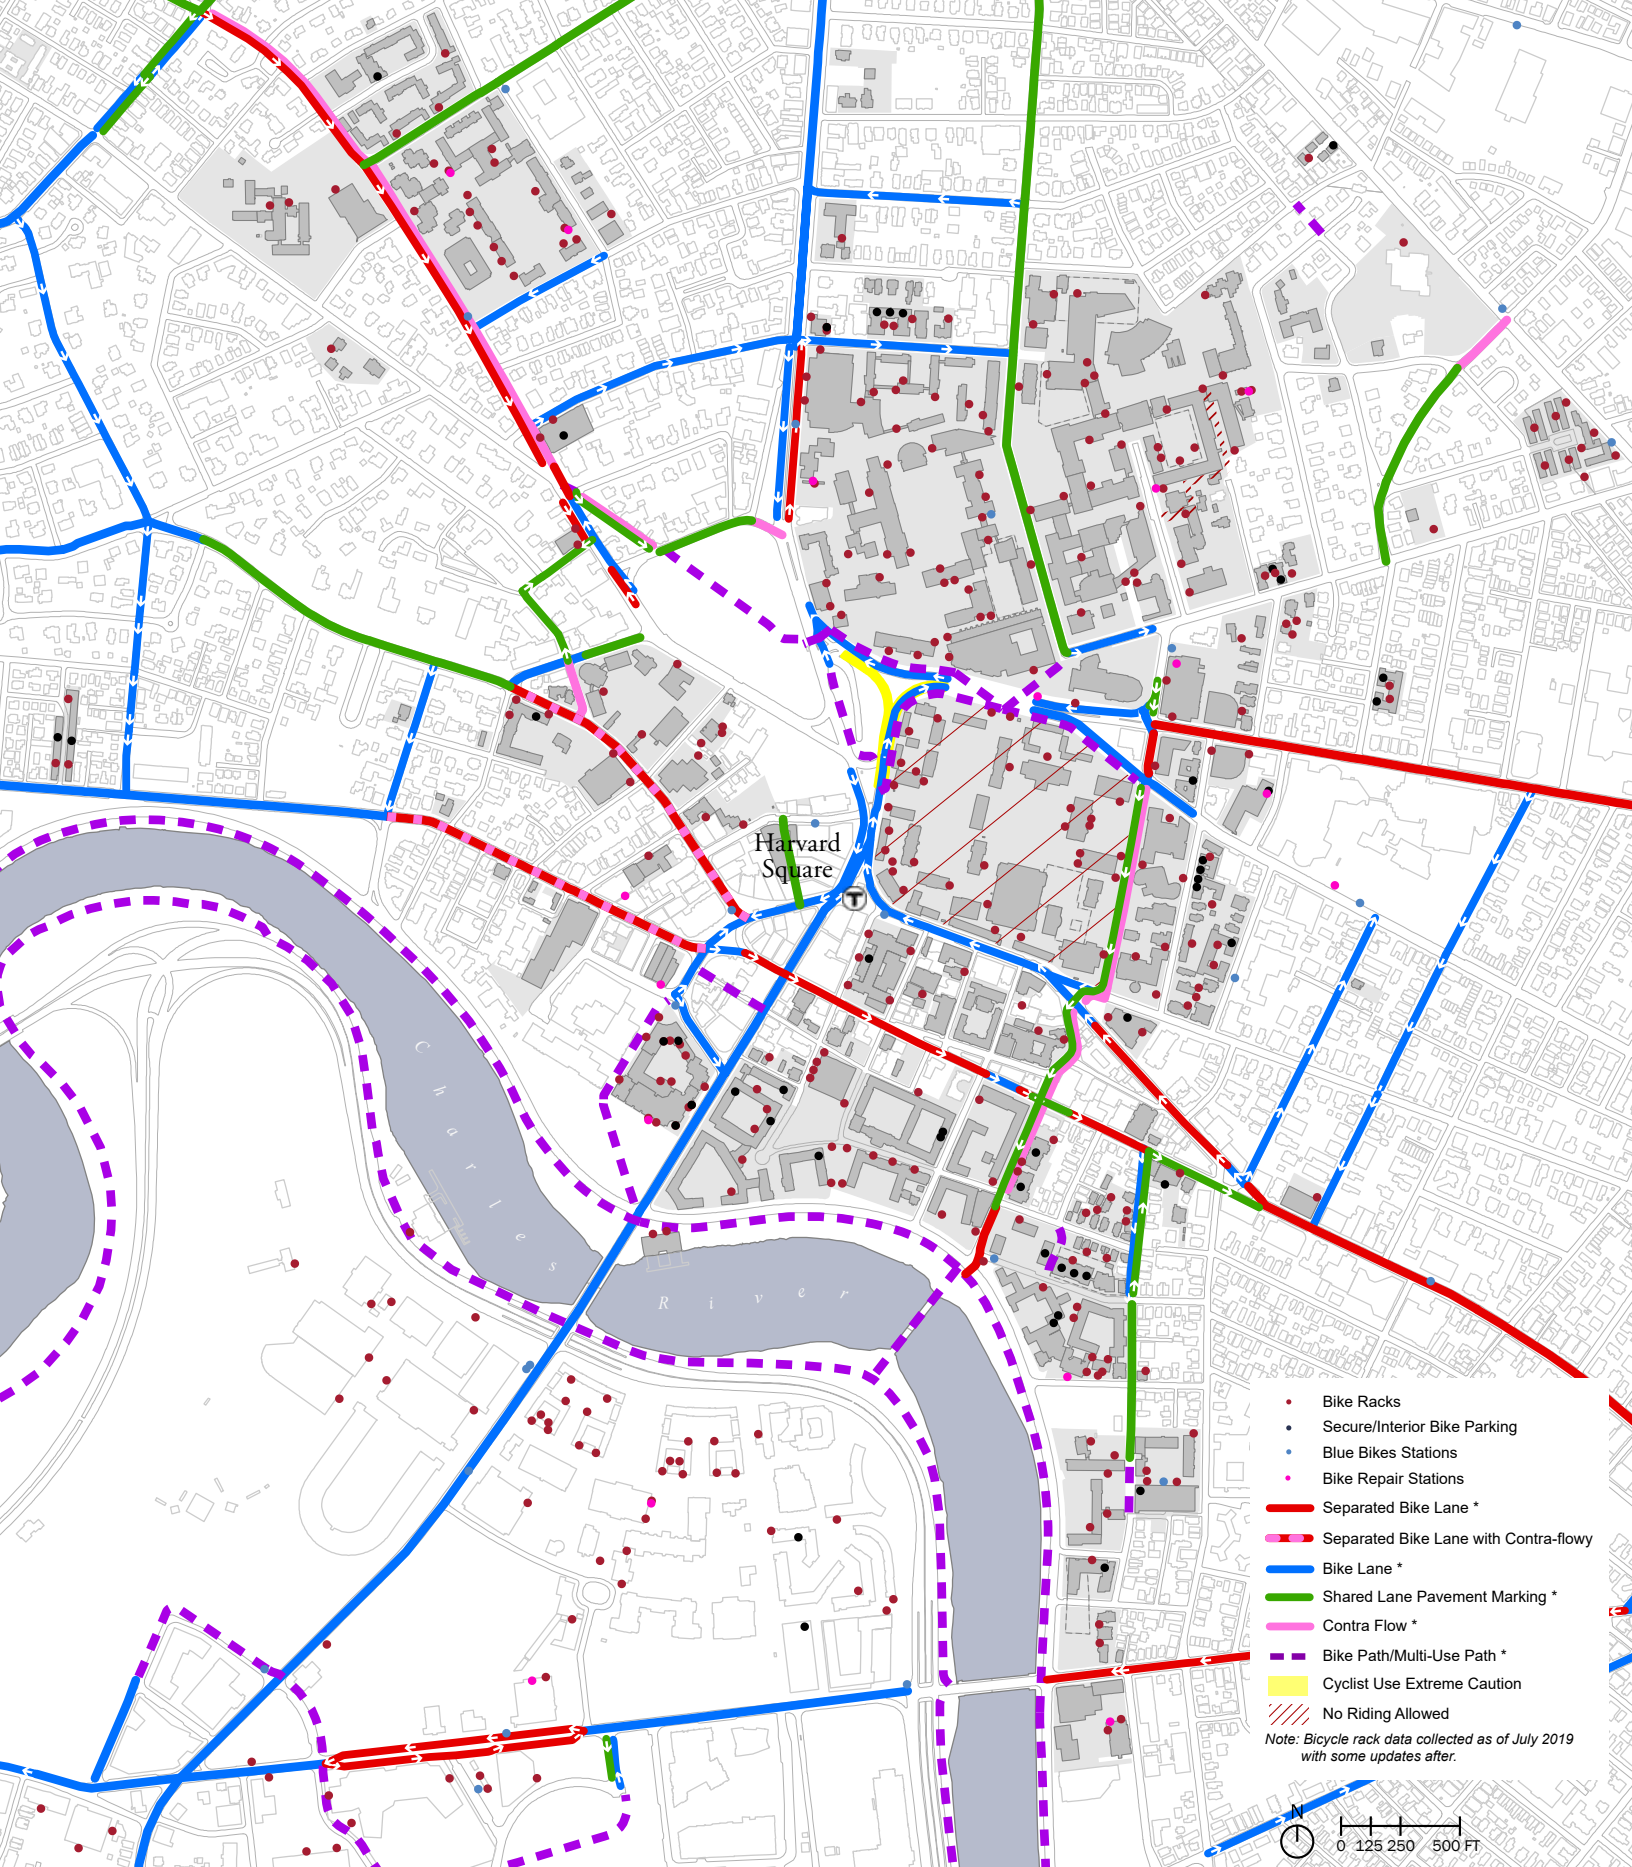 Harvard
Square
T
Charles
River
Bike Racks
Secure/Interior Bike Parking
Blue Bikes Stations
Bike Repair Stations
Separated Bike Lane *
Separated Bike Lane with Contra-flowy
Bike Lane *
Shared Lane Pavement Marking *
Contra Flow *
Bike Path/Multi-Use Path *
Cyclist Use Extreme Caution
No Riding Allowed
Note: Bicycle rack data collected as of July 2019
with some updates after.
N
0 125 250 500 FT